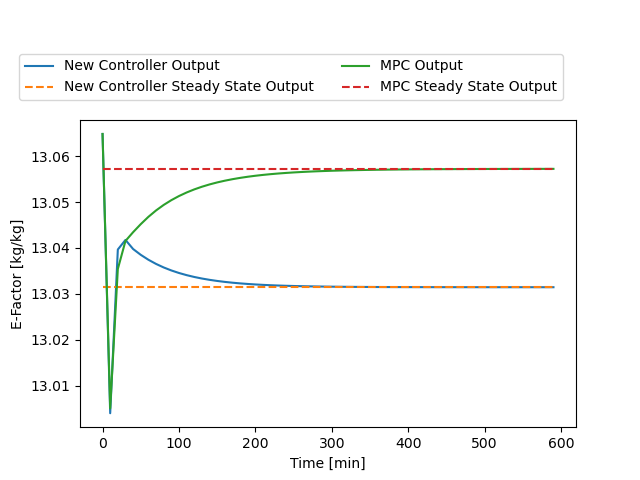 New Controller Output
New Controller Steady State Output
MPC Output
MPC Steady State Output
13.06
13.05
13.04
13.03
13.02
13.01
E-Factor [kg/kg]
0 100 200 300 400 500 600
Time [min]